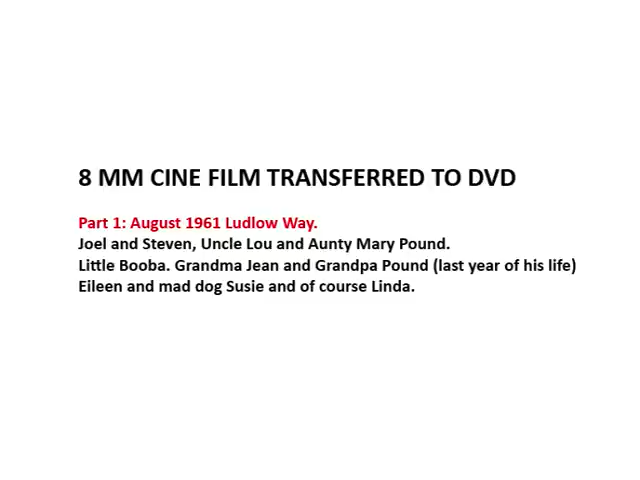 8 MM CINE FILM TRANSFERRED TO DVD
Part 1: August 1961 Ludlow Way.
Joel and Steven, Uncle Lou and Aunty Mary Pound.
Little Booba. Grandma Jean and Grandpa Pound (last year of his life)
Eileen and mad dog Susie and of course Linda.